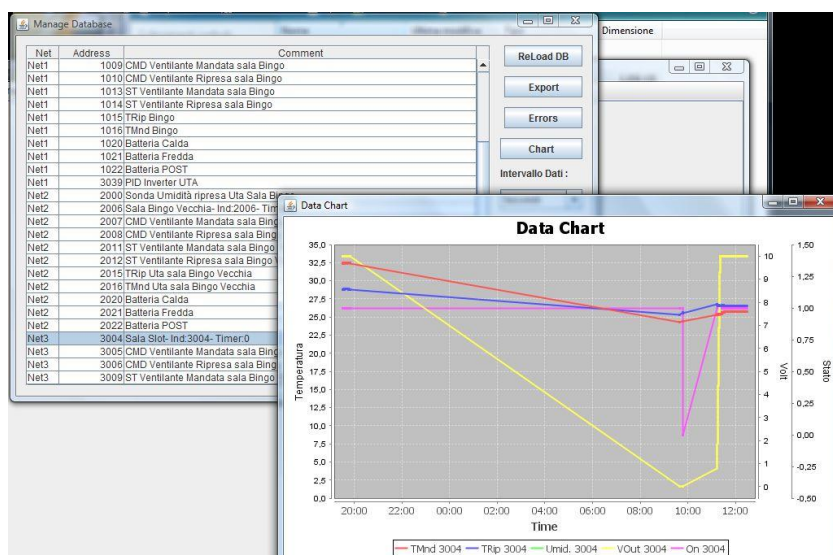 Manage Database
Dimensione
Net Address Comment
Net1 1009 CMD Ventilante Mandata sala Bingo
Net1 1010 CMD Ventilante Ripresa sala Bingo
Net1 1013 ST Ventilante Mandata sala Bingo
Net1 1014 ST Ventilante Ripresa sala Bingo
Net1 1015 TRip Bingo
Net1 1016 TMnd Bingo
Net1 1020 Batteria Calda
Net1 1021 Batteria Fredda
Net1 1022 Batteria POST
Net1 3039 PID Inverter UTA
Net2 2000 Sonda Umidità ripresa Uta Sala Bingo
Net2 2006 Sala Bingo Vecchia- Ind:2006- Tim
Net2 2007 CMD Ventilante Mandata sala Bing
Net2 2008 CMD Ventilante Ripresa sala Bing
Net2 2011 ST Ventilante Mandata sala Bingo
Net2 2012 ST Ventilante Ripresa sala Bingo
Net2 2015 TRip Uta sala Bingo Vecchia
Net2 2016 TMnd Uta sala Bingo Vecchia
Net2 2020 Batteria Calda
Net2 2021 Batteria Fredda
Net2 2022 Batteria POST
Net3 3004 Sala Slot- Ind:3004- Timer:0
Net3 3005 CMD Ventilante Mandata sala Bing
Net3 3006 CMD Ventilante Ripresa sala Bing
Net3 3009 ST Ventilante Mandata sala Bingo
ReLoad DB
Export
Errors
Chart
Intervallo Dati :
Data Chart
Data Chart
Temperatura
35,0
32,5
30,0
27,5
25,0
22,5
20,0
17,5
15,0
12,5
10,0
7,5
5,0
2,5
0,0
10
9
8
7
6
5
4
3
2
1
0
Volt
1,50
1,25
1,00
0,75
0,50
0,25
0,00
-0,25
-0,50
Stato
20:00 22:00 00:00 02:00 04:00 06:00 08:00 10:00 12:00
Time
TMnd 3004 TRip 3004 Umid. 3004 VOut 3004 On 3004